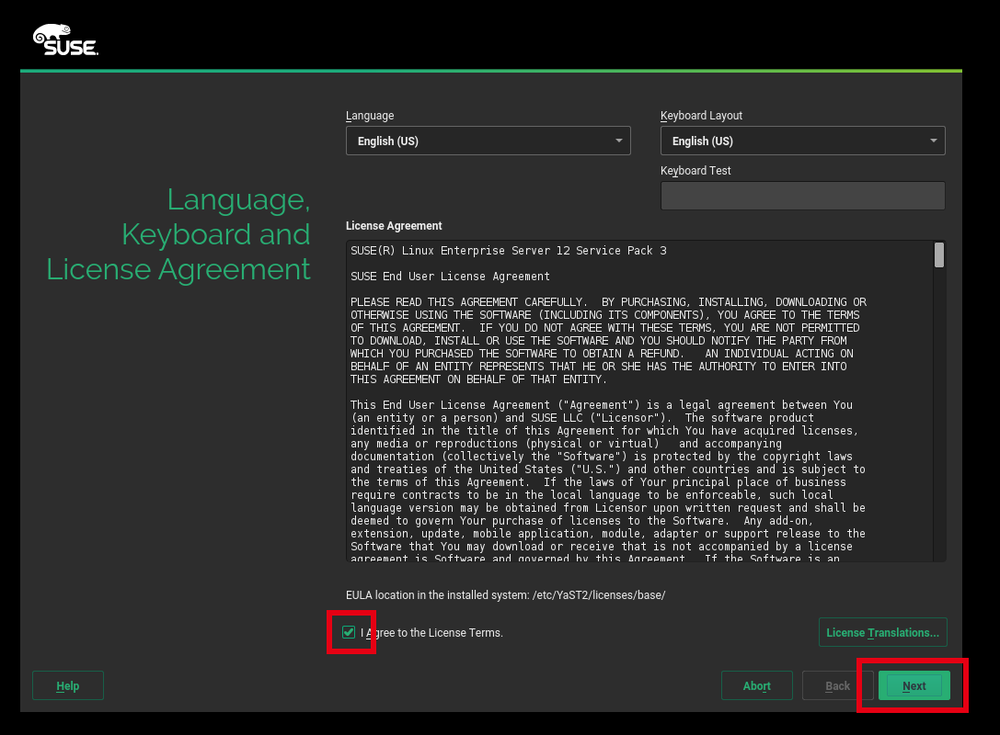 SUSE.
Language
Keyboard Layout
English (US)
English (US)
Keyboard Test
Language,
Keyboard and
License Agreement
License Agreement
SUSE(R) Linux Enterprise Server 12 Service Pack 3
SUSE End User License Agreement
PLEASE READ THIS AGREEMENT CAREFULLY.  BY PURCHASING, INSTALLING, DOWNLOADING OR
OTHERWISE USING THE SOFTWARE (INCLUDING ITS COMPONENTS), YOU AGREE TO THE TERMS
OF THIS AGREEMENT.  IF YOU DO NOT AGREE WITH THESE TERMS, YOU ARE NOT PERMITTED
TO DOWNLOAD, INSTALL OR USE THE SOFTWARE AND YOU SHOULD NOTIFY THE PARTY FROM
WHICH YOU PURCHASED THE SOFTWARE TO OBTAIN A REFUND.   AN INDIVIDUAL ACTING ON
BEHALF OF AN ENTITY REPRESENTS THAT HE OR SHE HAS THE AUTHORITY TO ENTER INTO
THIS AGREEMENT ON BEHALF OF THAT ENTITY.
This End User License Agreement ("Agreement") is a legal agreement between You
(an entity or a person) and SUSE LLC ("Licensor").  The software product
identified in the title of this Agreement for which You have acquired licenses,
any media or reproductions (physical or virtual)   and accompanying
documentation (collectively the "Software") is protected by the copyright laws
and treaties of the United States ("U.S.") and other countries and is subject to
the terms of this Agreement.  If the laws of Your principal place of business
require contracts to be in the local language to be enforceable, such local
language version may be obtained from Licensor upon written request and shall be
deemed to govern Your purchase of licenses to the Software.  Any add-on,
extension, update, mobile application, module, adapter or support release to the
Software that You may download or receive that is not accompanied by a license
agreement is Software and governed by this Agreement.  If the Software is an
EULA location in the installed system: /etc/YaST2/licenses/base/
I Agree to the License Terms.
License Translations...
Help
Abort
Back
Next